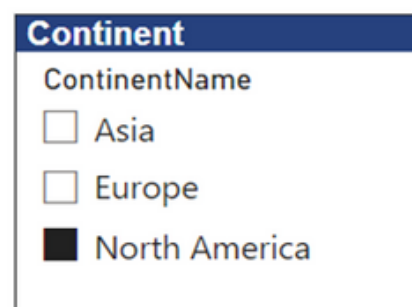 Continent
ContinentName
Asia
Europe
North America